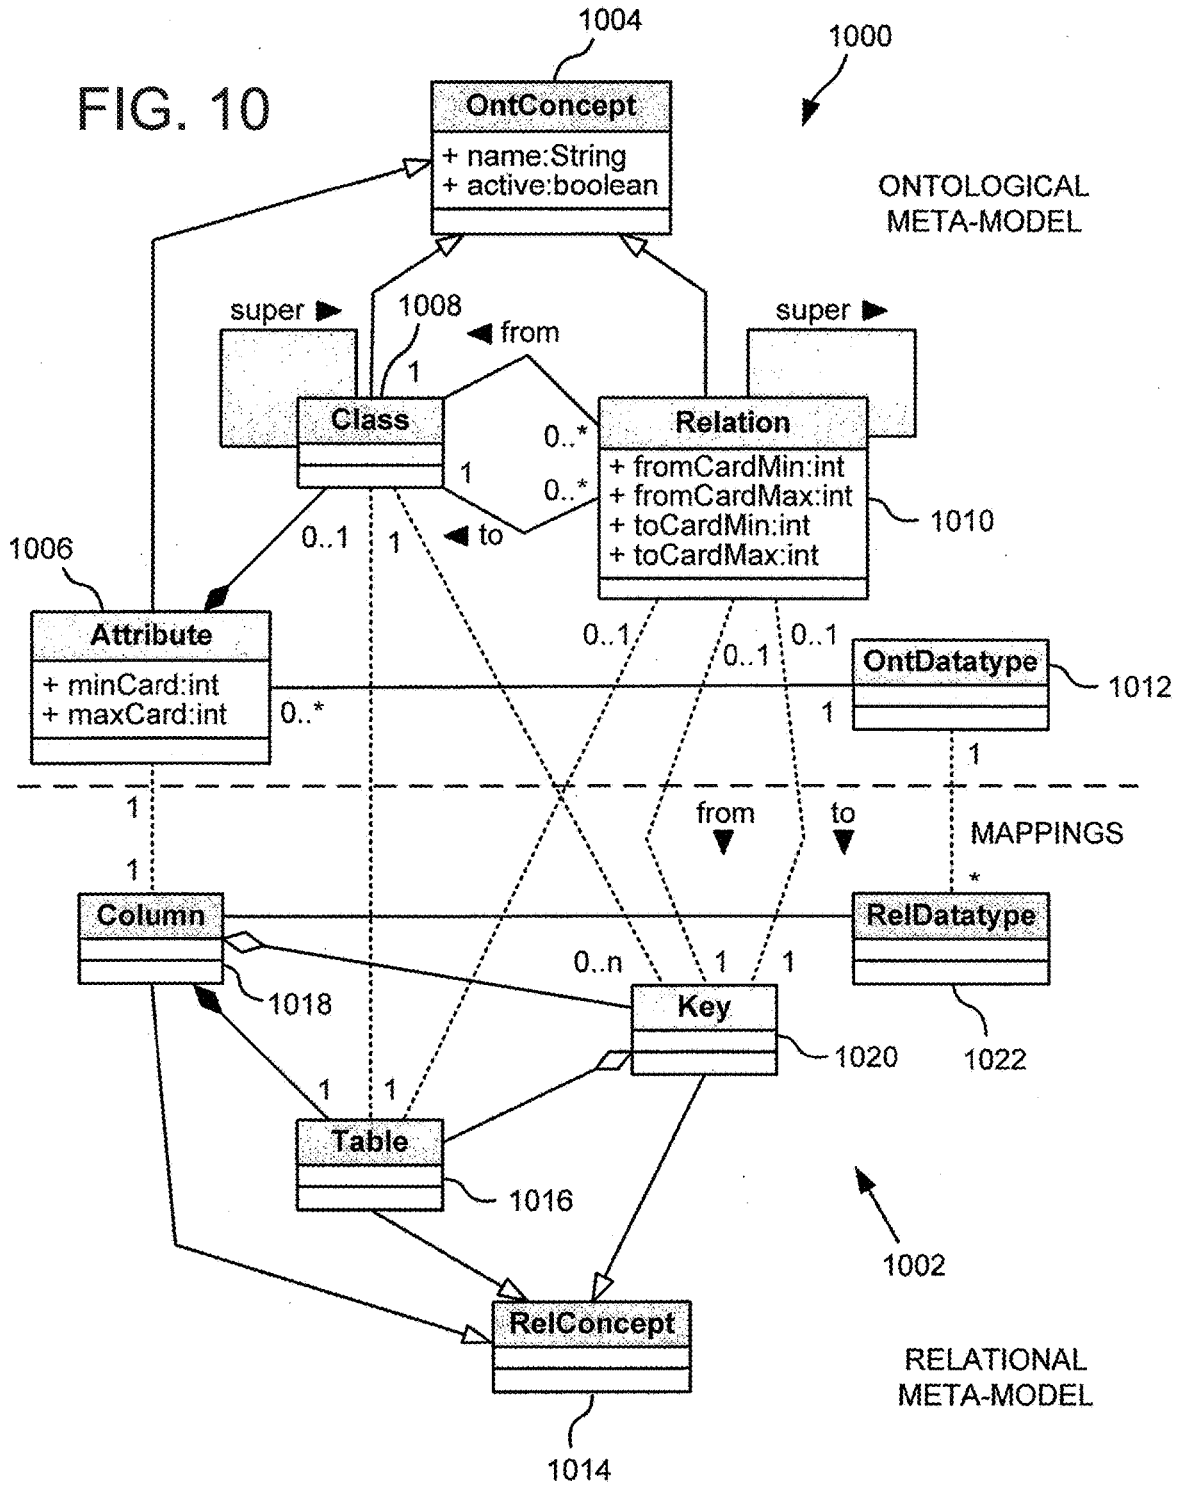 1004
1000
FIG. 10
OntConcept
+ name:String
+ active:boolean
ONTOLOGICAL
META-MODEL
super ►
1008
◄ from
super ►
1
Class
Relation
0..*
+ fromCardMin:int
+ fromCardMax:int
+ toCardMin:int
+ toCardMax:int
1
0..*
1010
0..1
1
◄ to
1006
Attribute
+ minCard:int
+ maxCard:int
0..1
0..1
0..1
OntDatatype
1012
0..*
1
1
1
from
▼
to
▼
MAPPINGS
1
*
Column
RelDatatype
0..n
1
1
1018
Key
1020
1022
1
1
Table
1016
1002
RelConcept
RELATIONAL
META-MODEL
1014